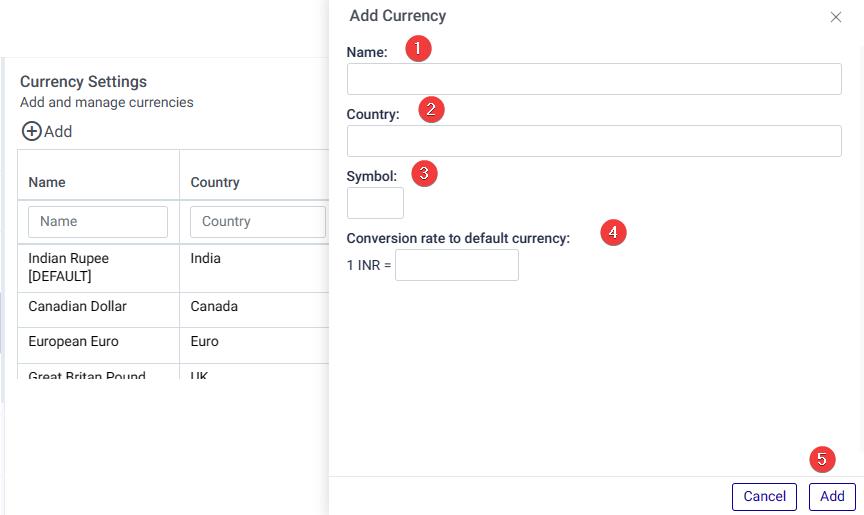 Add Currency
Name: 1
Country: 2
Symbol: 3
Conversion rate to default currency: 4
1 INR =
5
Cancel Add
Currency Settings
Add and manage currencies
Add
Name Country
Name Country
Indian Rupee India
[DEFAULT]
Canadian Dollar Canada
European Euro Euro
Great Britan Pound UK